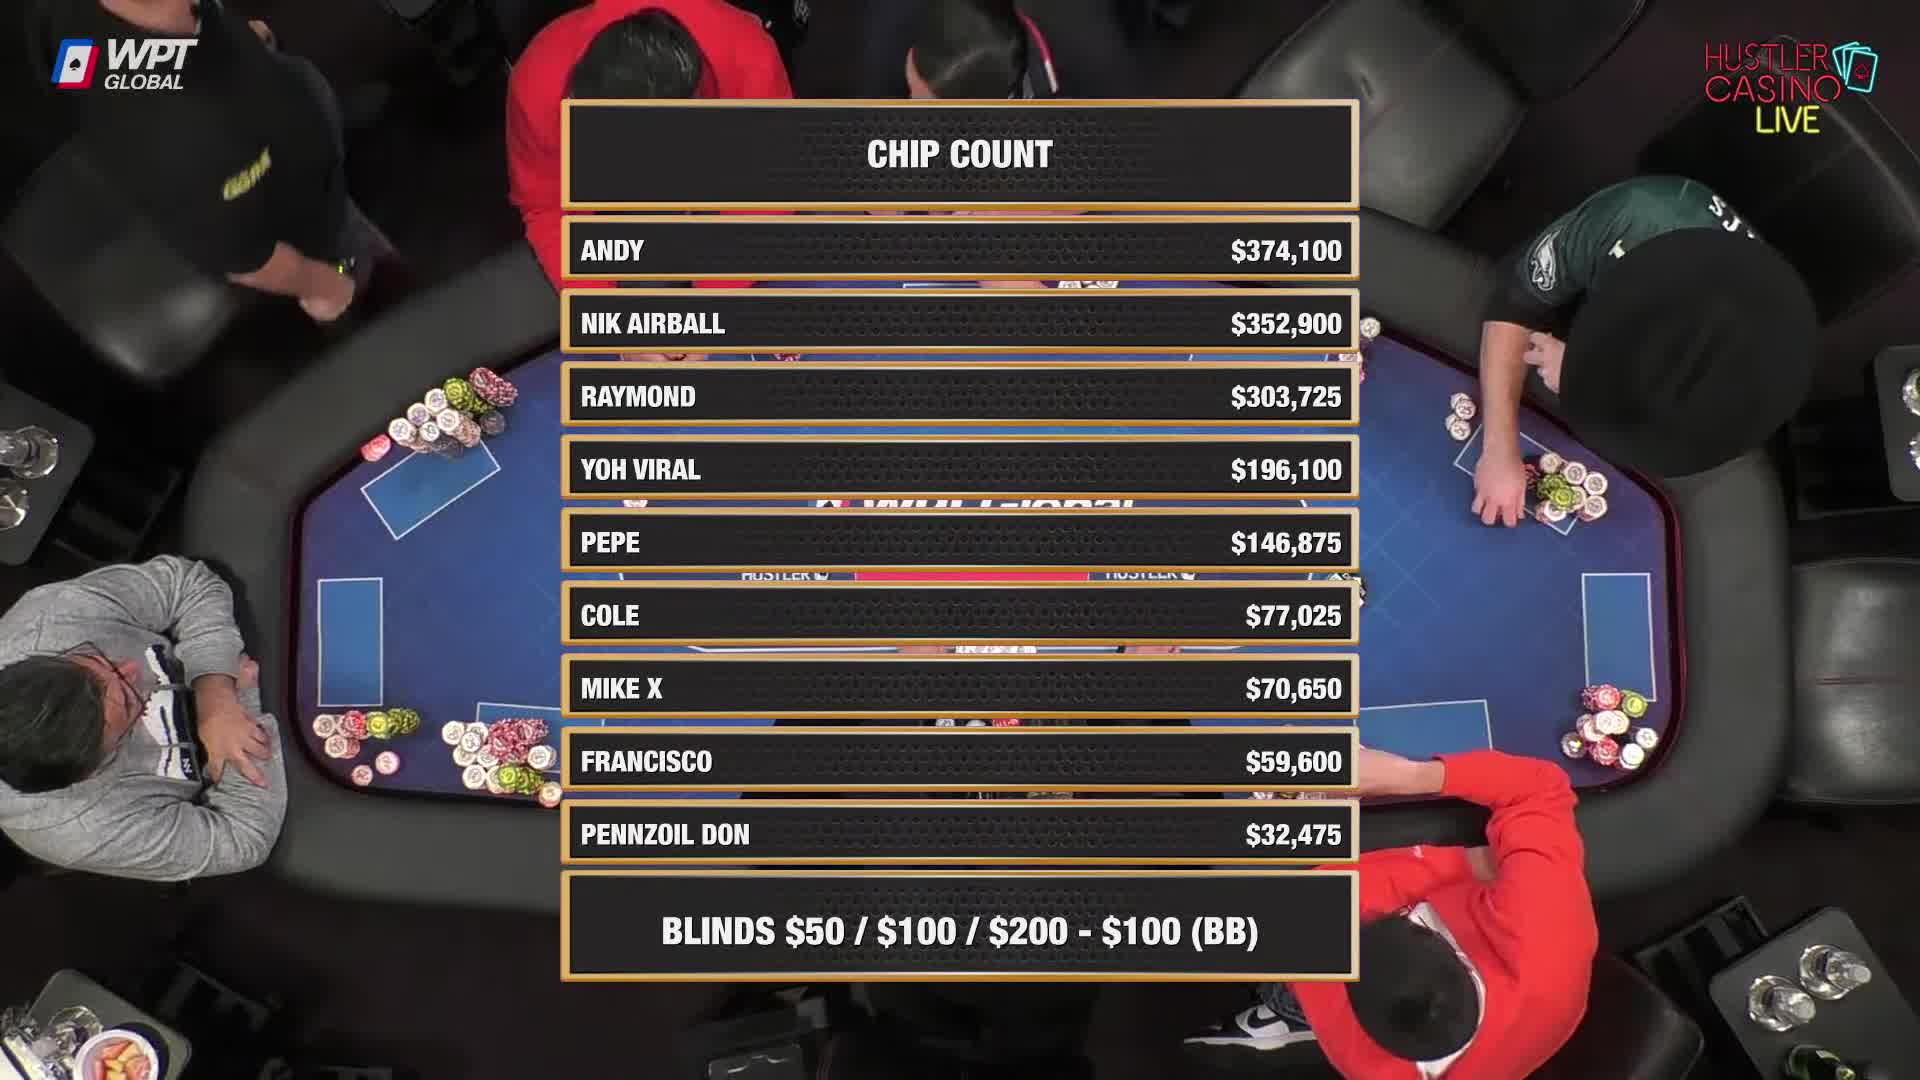 WPT
GLOBAL
HUSTLER
CASINO
LIVE
CHIP COUNT
ANDY $374,100
NIK AIRBALL $352,900
RAYMOND $303,725
YOH VIRAL $196,100
PEPE $146,875
HUSTLER HUSTLER
COLE $77,025
MIKE X $70,650
FRANCISCO $59,600
PENNZOIL DON $32,475
BLINDS $50 / $100 / $200 - $100 (BB)